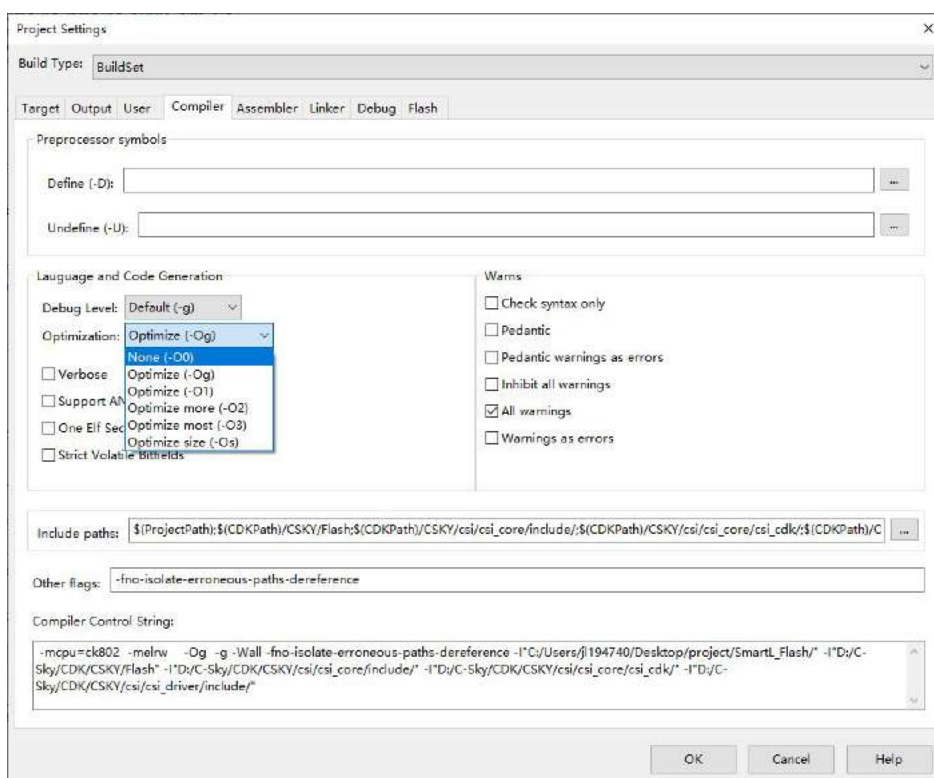 Project Settings
Build Type: BuildSet
Target Output User Compiler Assembler Linker Debug Flash
Preprocessor symbols
Define (-D): ...
Undefine (-U): ...
Lauguage and Code Generation
Debug Level: Default (-g)
Optimization: Optimize (-Og)
None (-O0)
Optimize (-Og)
Optimize (-O1)
Optimize more (-O2)
Optimize most (-O3)
Optimize size (-Os)
Verbose
Support AN
One Elf Sec
Strict Volatile Bitfields
Warns
Check syntax only
Pedantic
Pedantic warnings as errors
Inhibit all warnings
All warnings
Warnings as errors
Include paths: $(ProjectPath);$(CDKPath)/CSKY/Flash;$(CDKPath)/CSKY/csi/csi_core/include/;$(CDKPath)/CSKY/csi/csi_core/csi_cdk/;$(CDKPath)/C ...
Other flags: -fno-isolate-erroneous-paths-dereference
Compiler Control String:
-mcpu=ck802 -melrw -Og -g -Wall -fno-isolate-erroneous-paths-dereference -I"C:/Users/jl194740/Desktop/project/SmartL_Flash/" -I"D:/C-
Sky/CDK/CSKY/Flash" -I"D:/C-Sky/CDK/CSKY/csi/csi_core/include/" -I"D:/C-Sky/CDK/CSKY/csi/csi_core/csi_cdk/" -I"D:/C-
Sky/CDK/CSKY/csi/csi_driver/include/"
OK Cancel Help